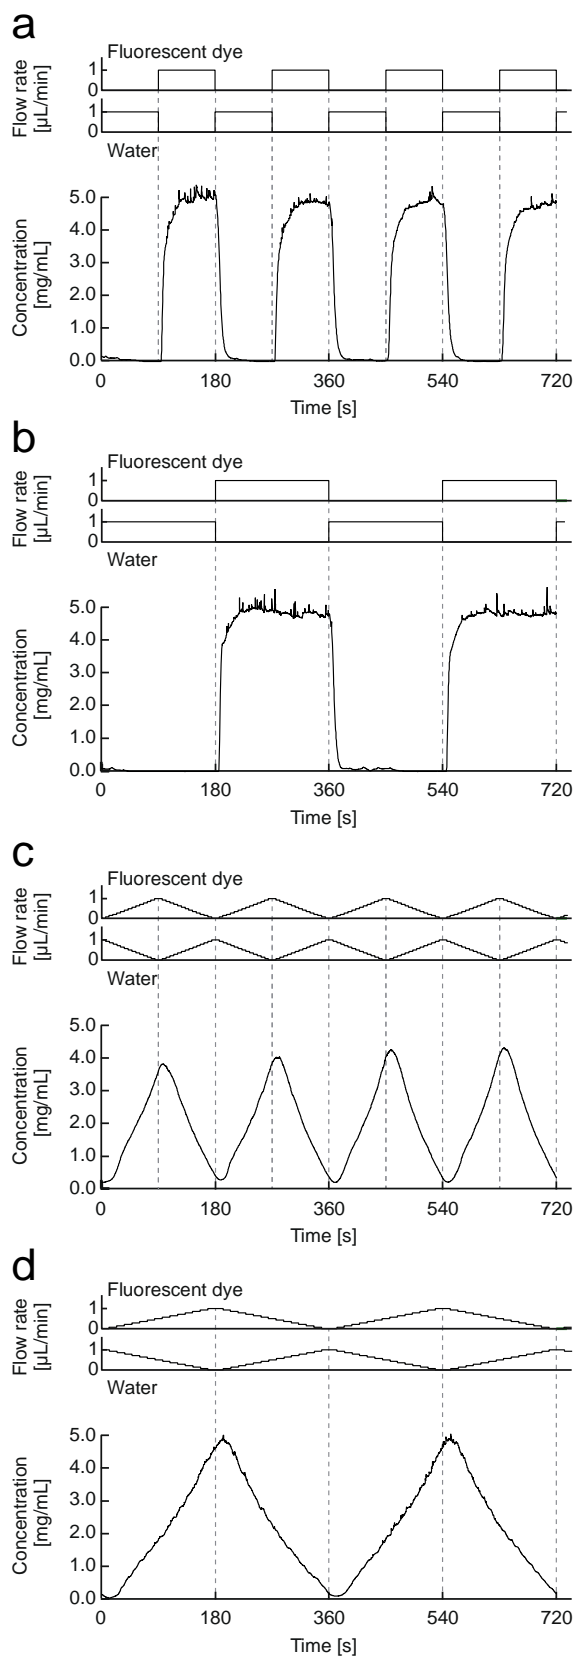 a
Fluorescent dye
Flow rate
[µL/min]
1
0
1
0
Water
Concentration
[mg/mL]
5.0
4.0
3.0
2.0
1.0
0.0
0 180 360 540 720
Time [s]
b
Fluorescent dye
Flow rate
[µL/min]
1
0
1
0
Water
Concentration
[mg/mL]
5.0
4.0
3.0
2.0
1.0
0.0
0 180 360 540 720
Time [s]
c
Fluorescent dye
Flow rate
[µL/min]
1
0
1
0
Water
Concentration
[mg/mL]
5.0
4.0
3.0
2.0
1.0
0.0
0 180 360 540 720
Time [s]
d
Fluorescent dye
Flow rate
[µL/min]
1
0
1
0
Water
Concentration
[mg/mL]
5.0
4.0
3.0
2.0
1.0
0.0
0 180 360 540 720
Time [s]